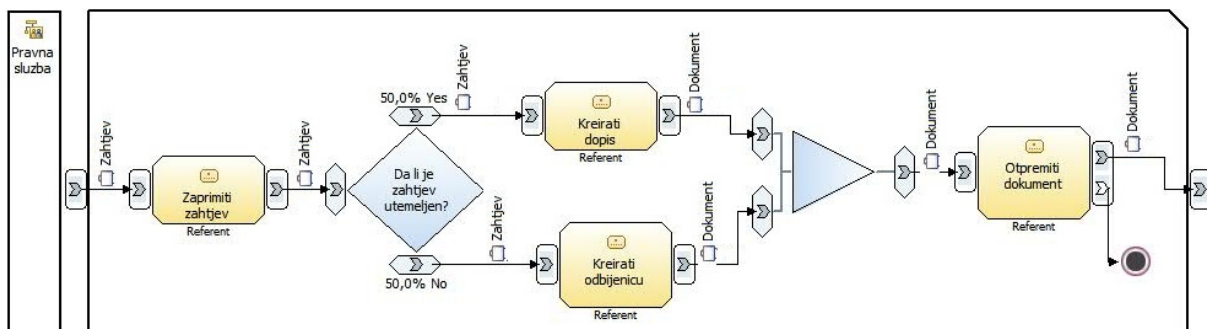 Pravna
sluzba
Zahtjev
Zaprimiti
zahtjev
Referent
Zahtjev
50,0% Yes
Da li je
zahtjev
utemeljen?
50,0% No
Zahtjev
Kreirati
dopis
Referent
Dokument
Zahtjev
Kreirati
odbijenicu
Referent
Dokument
Dokument
Otpremiti
dokument
Referent
Dokument